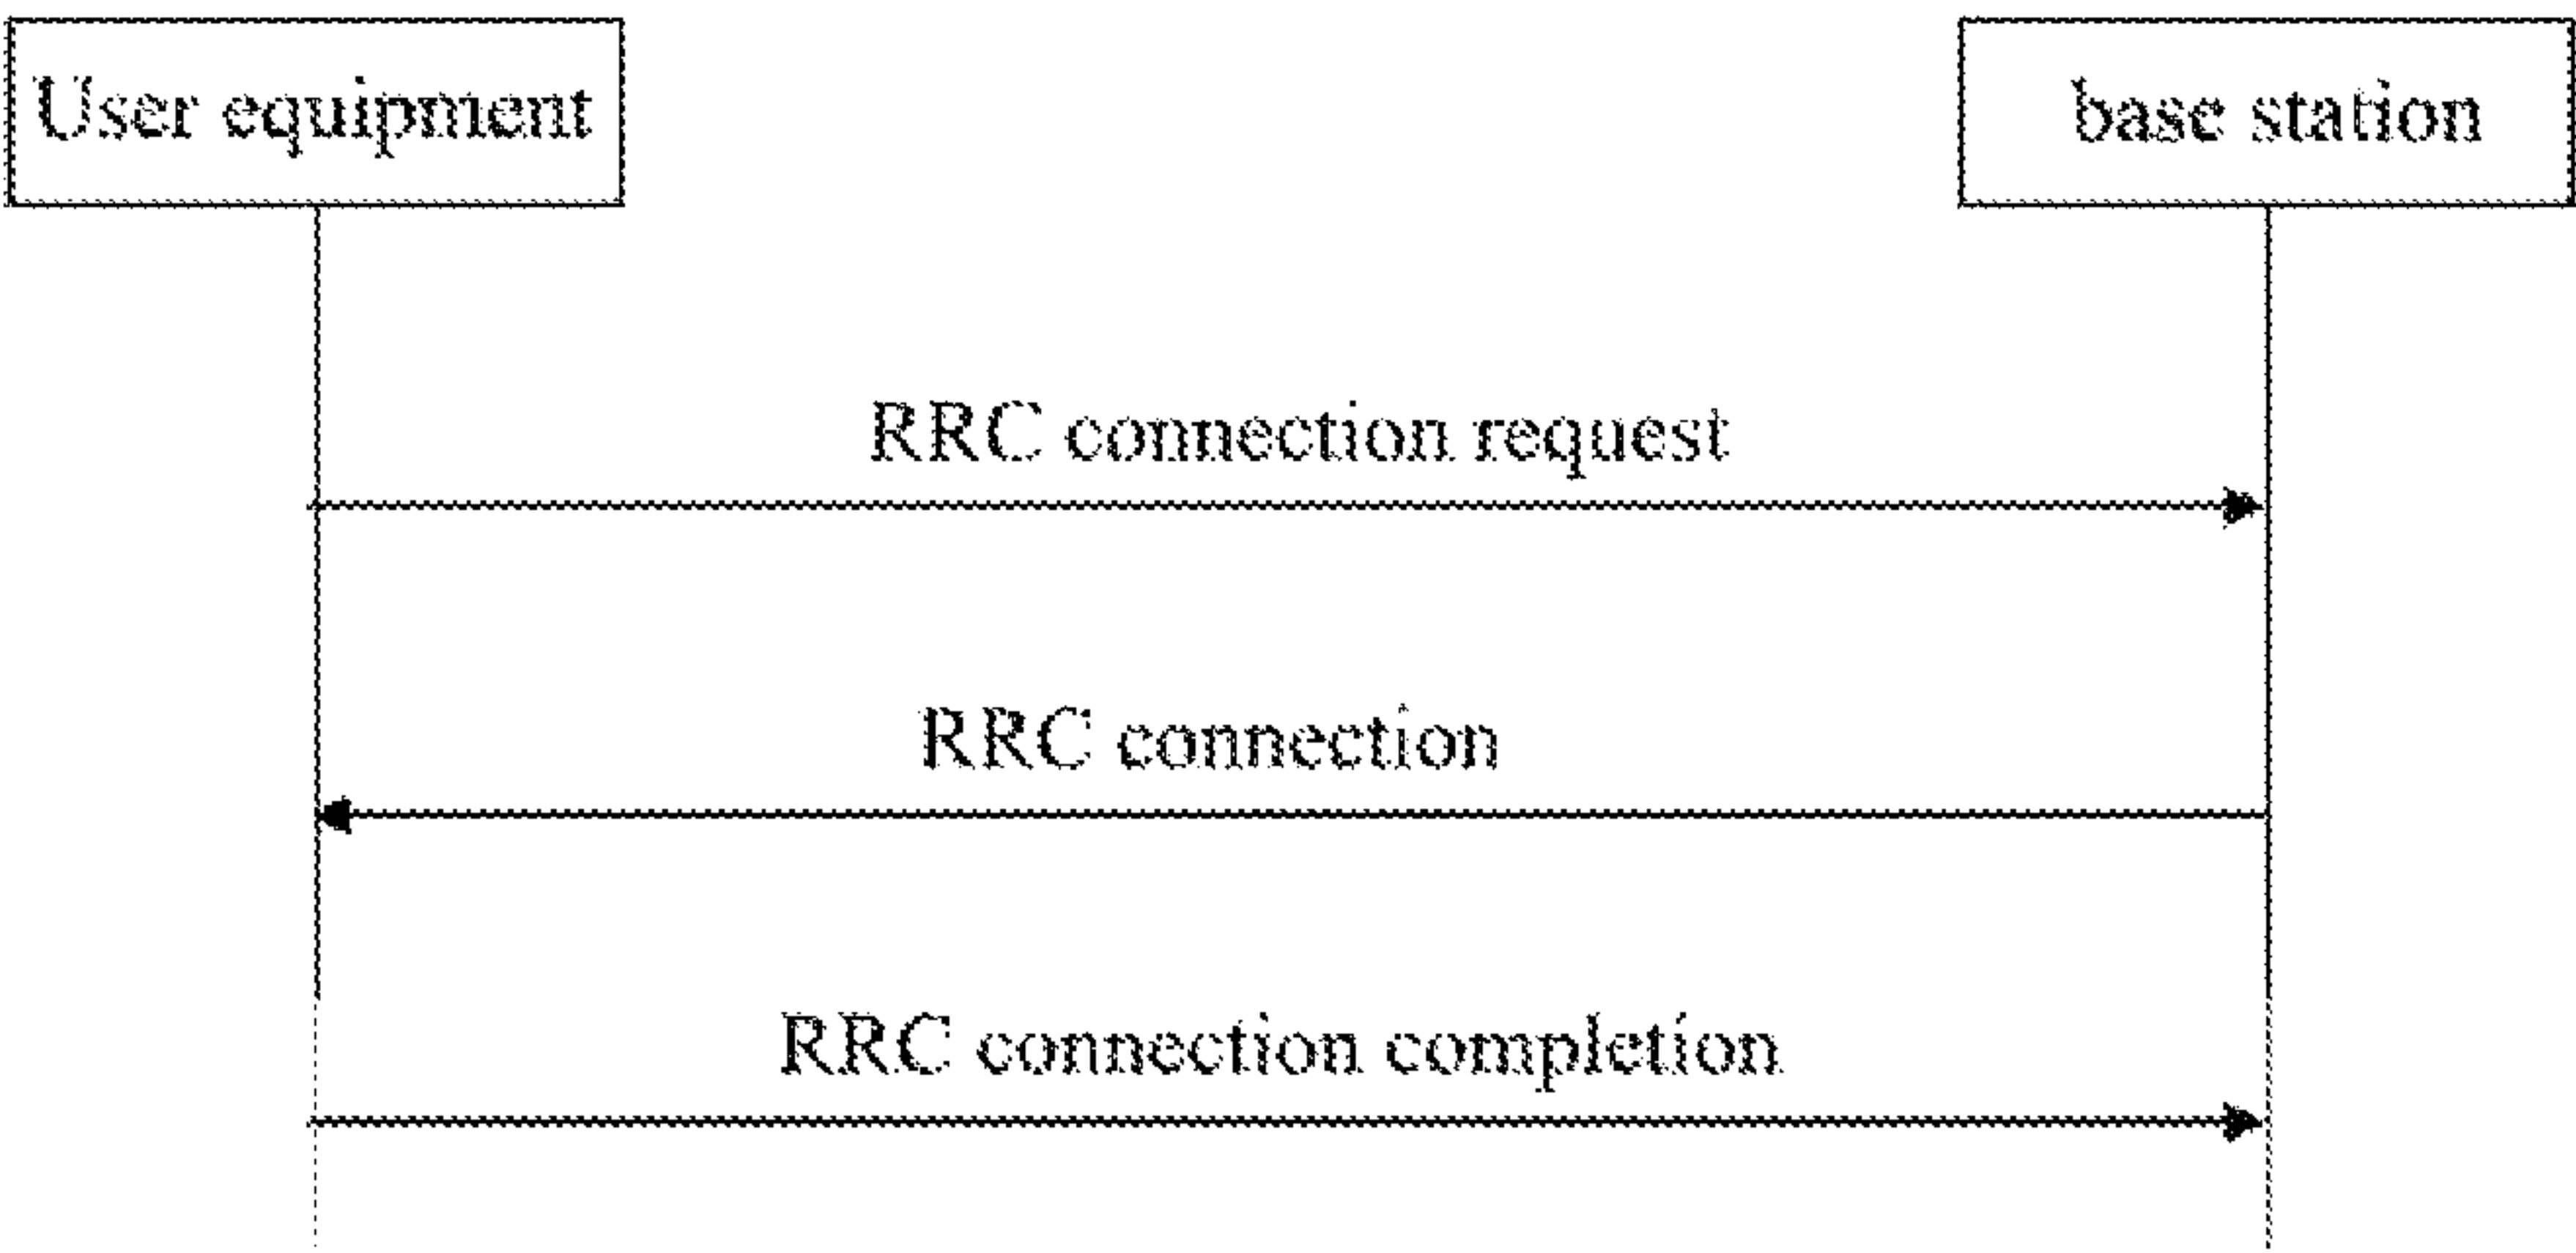 User equipment
base station
RRC connection request
RRC connection
RRC connection completion